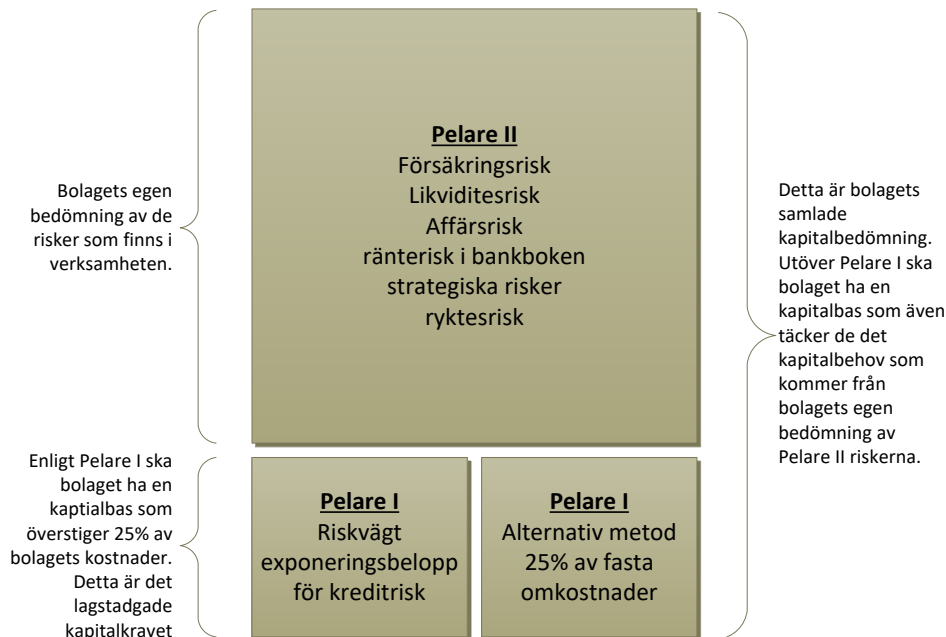 Pelare II
Försäkringsrisk
Likviditesrisk
Affärsrisk
ränterisk i bankboken
strategiska risker
ryktesrisk
Bolagets egen
bedömning av de
risker som finns i
verksamheten.
Detta är bolagets
samlade
kapitalbedömning.
Utöver Pelare I ska
bolaget ha en
kapitalbas som även
täcker de det
kapitalbehov som
kommer från
bolagets egen
bedömning av
Pelare II riskerna.
Enligt Pelare I ska
bolaget ha en
kaptialbas som
överstiger 25% av
bolagets kostnader.
Detta är det
lagstadgade
kapitalkravet
Pelare I
Riskvägt
exponeringsbelopp
för kreditrisk
Pelare I
Alternativ metod
25% av fasta
omkostnader